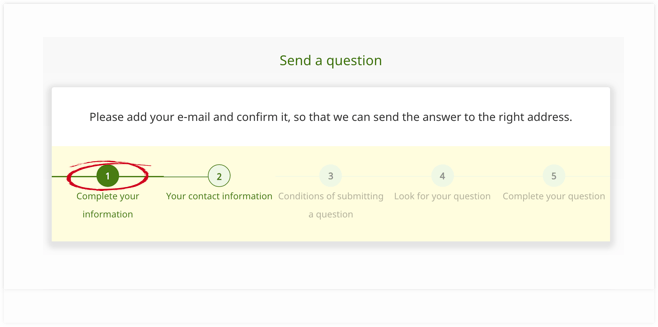 Send a question
Please add your e-mail and confirm it, so that we can send the answer to the right address.
1
Complete your
information
2
Your contact information
3
Conditions of submitting
a question
4
Look for your question
5
Complete your question